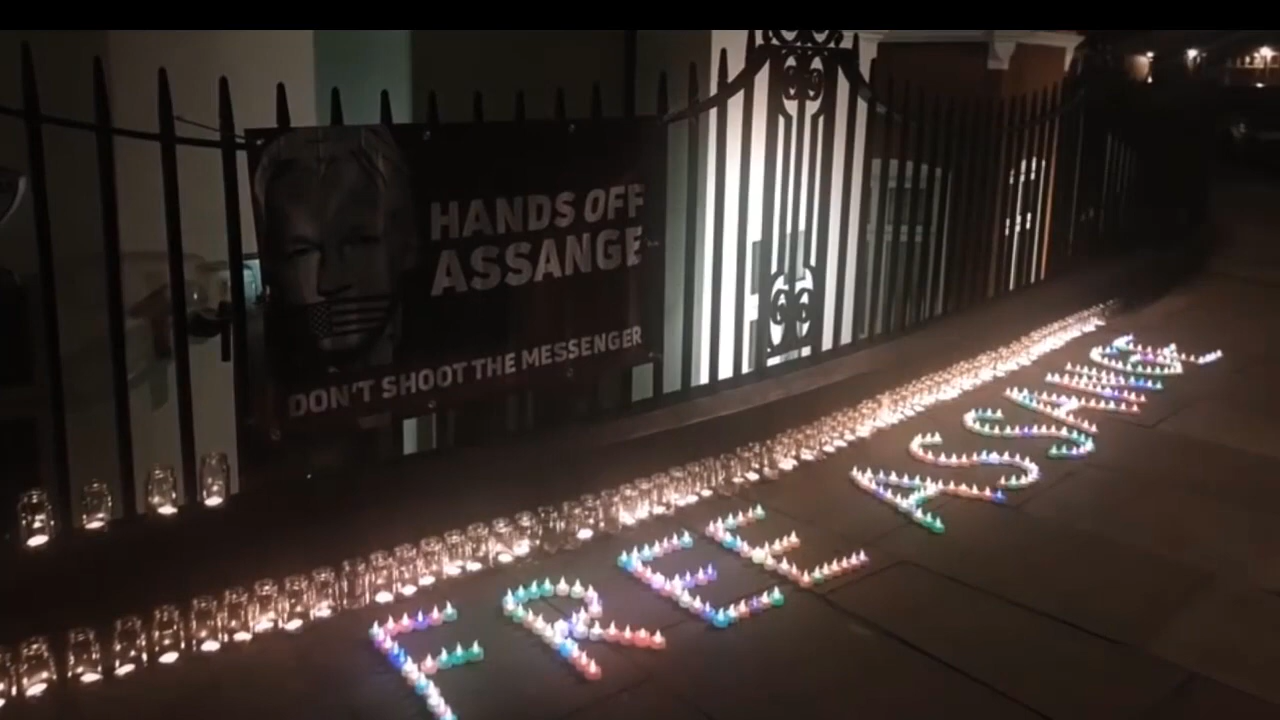 HANDS OFF
ASSANGE
DON'T SHOOT THE MESSENGER
FREE ASSANGE